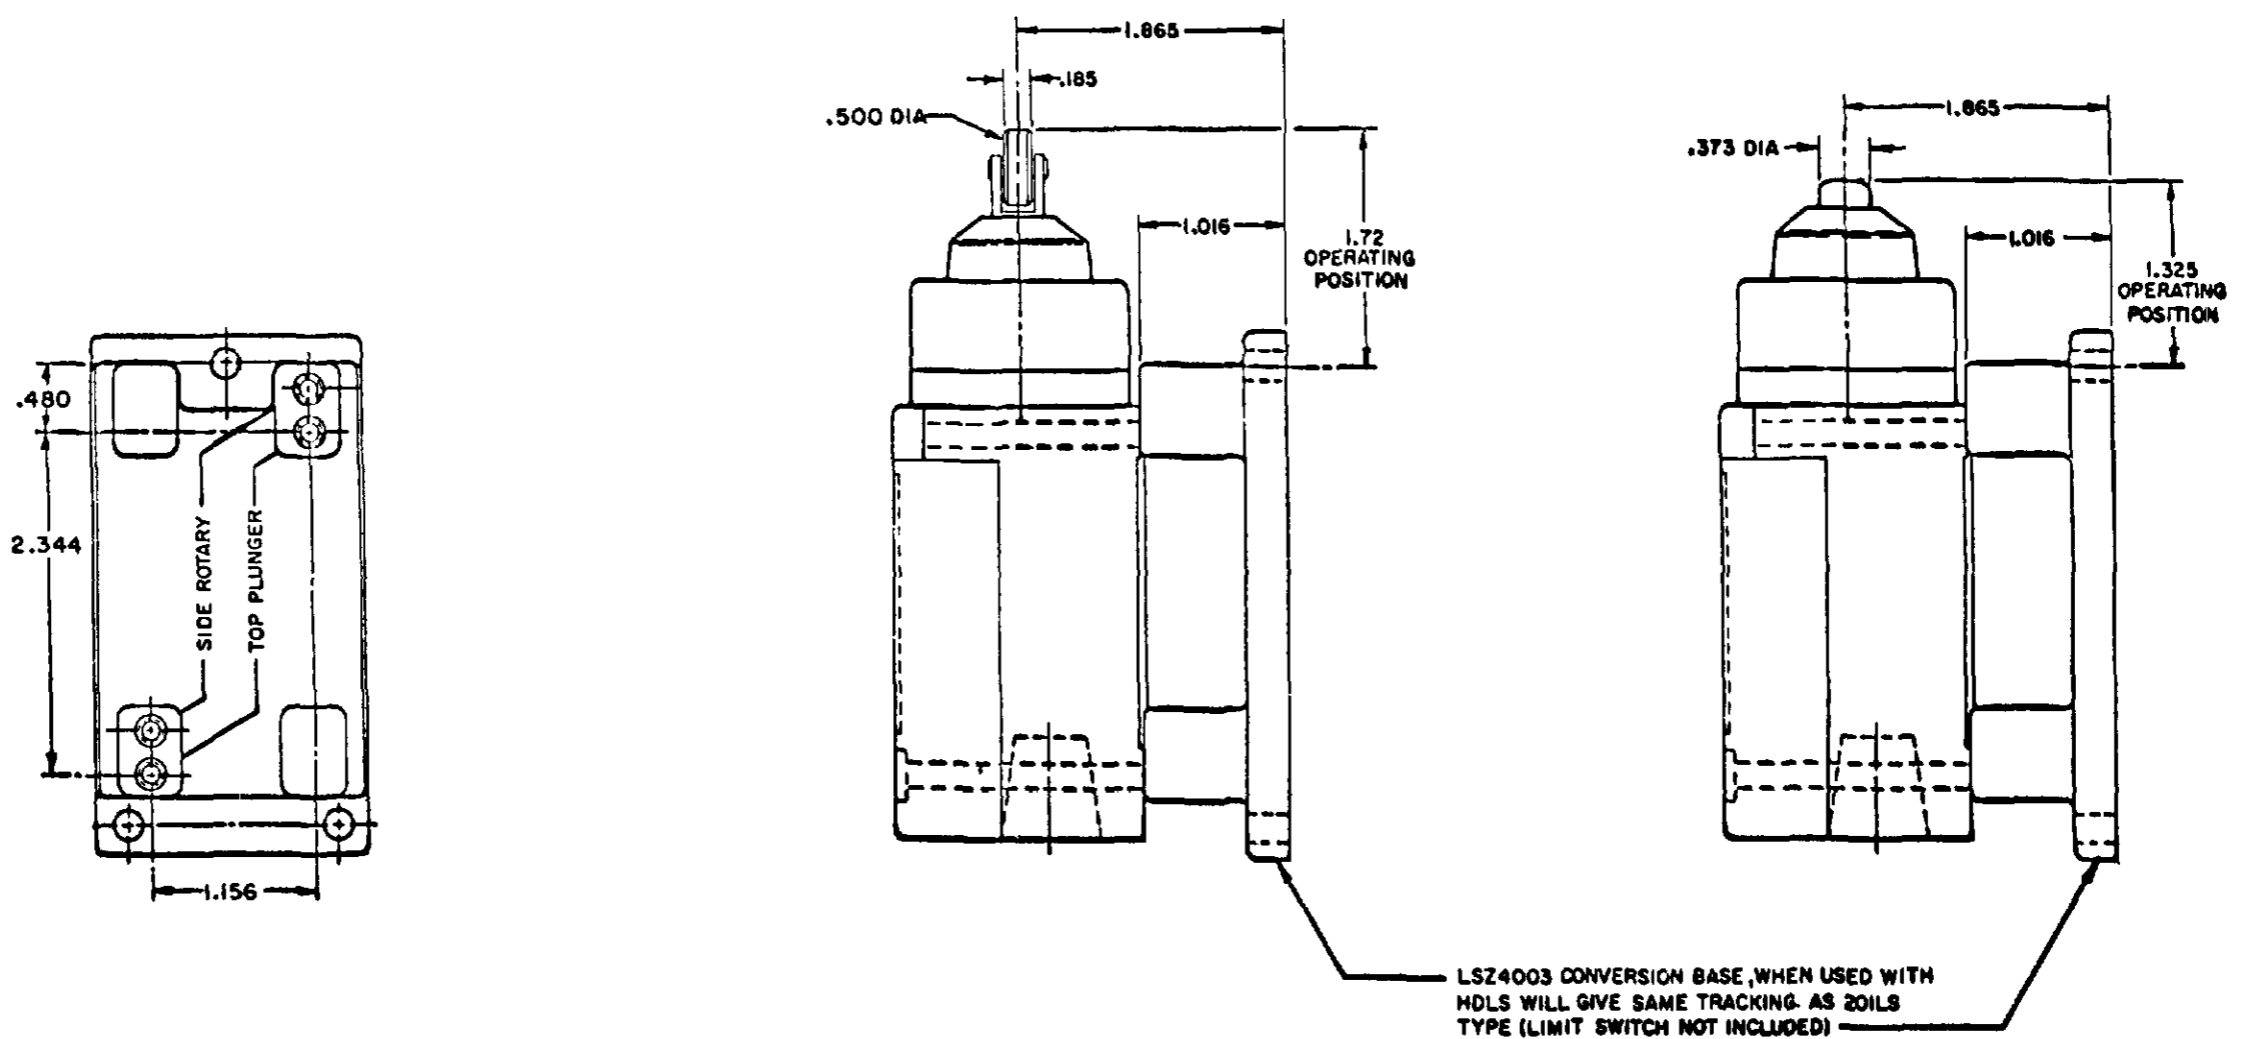 .480
2.344
SIDE ROTARY
TOP PLUNGER
1.156
1.865
.185
.500 DIA
1.016
1.72
OPERATING
POSITION
1.865
.373 DIA
1.016
1.325
OPERATING
POSITION
LSZ4003 CONVERSION BASE, WHEN USED WITH
HDLS WILL GIVE SAME TRACKING AS 201LS
TYPE (LIMIT SWITCH NOT INCLUDED)